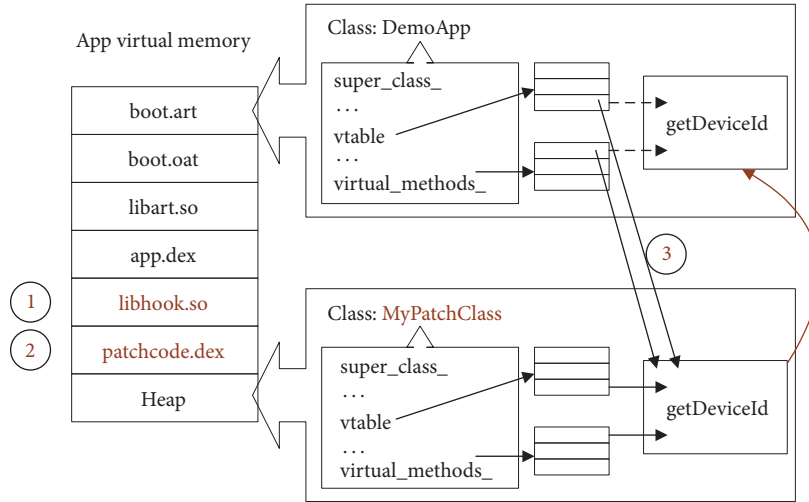 App virtual memory
boot.art
boot.oat
libart.so
app.dex
1
libhook.so
2
patchcode.dex
Heap
Class: DemoApp
super_class_
...
vtable
...
virtual_methods_
getDeviceId
3
Class: MyPatchClass
super_class_
...
vtable
...
virtual_methods_
getDeviceId